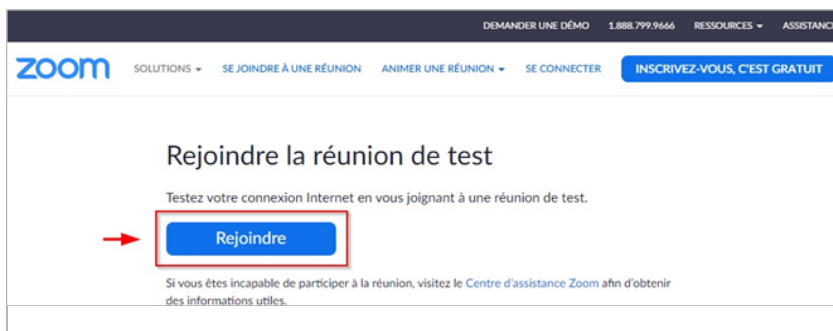 DEMANDER UNE DÉMO 1.888.799.9666 RESSOURCES ASSISTANCE
zoom SOLUTIONS SE JOINDRE À UNE RÉUNION ANIMER UNE RÉUNION SE CONNECTER INSCRIVEZ-VOUS, C'EST GRATUIT
Rejoindre la réunion de test
Testez votre connexion Internet en vous joignant à une réunion de test.
Rejoindre
Si vous êtes incapable de participer à la réunion, visitez le Centre d'assistance Zoom afin d'obtenir
des informations utiles.